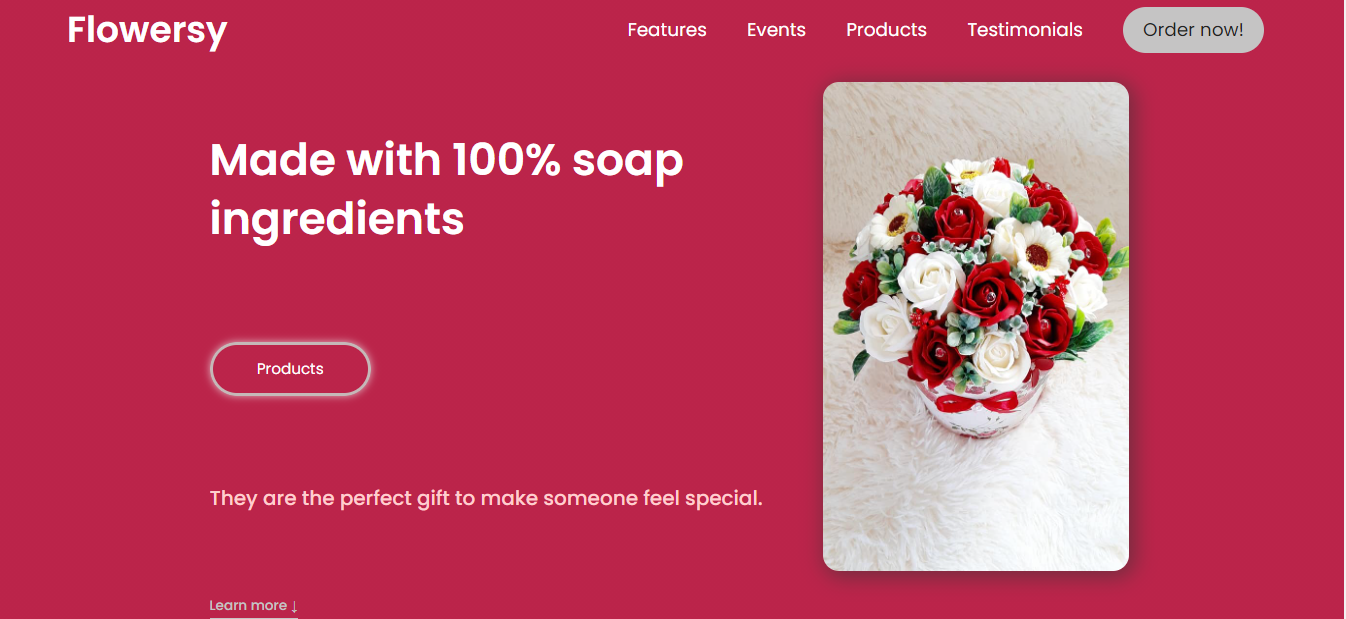 Flowersy
Features
Events
Products
Testimonials
Order now!
Made with 100% soap
ingredients
Products
They are the perfect gift to make someone feel special.
Learn more ↓